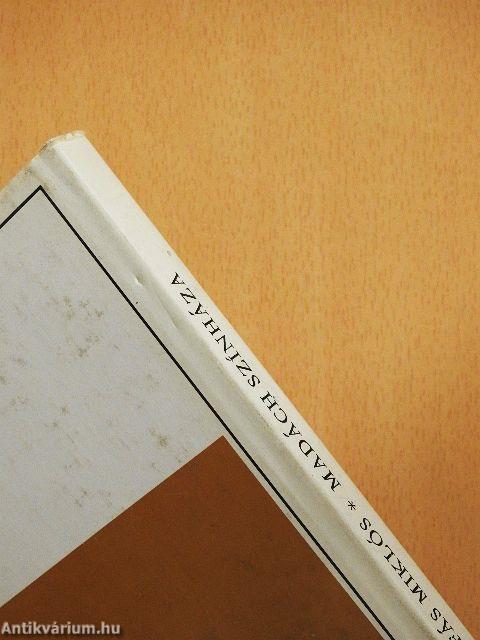 MIKLÓS * MADÁCH SZÍNHÁZA
Antikvárium.hu